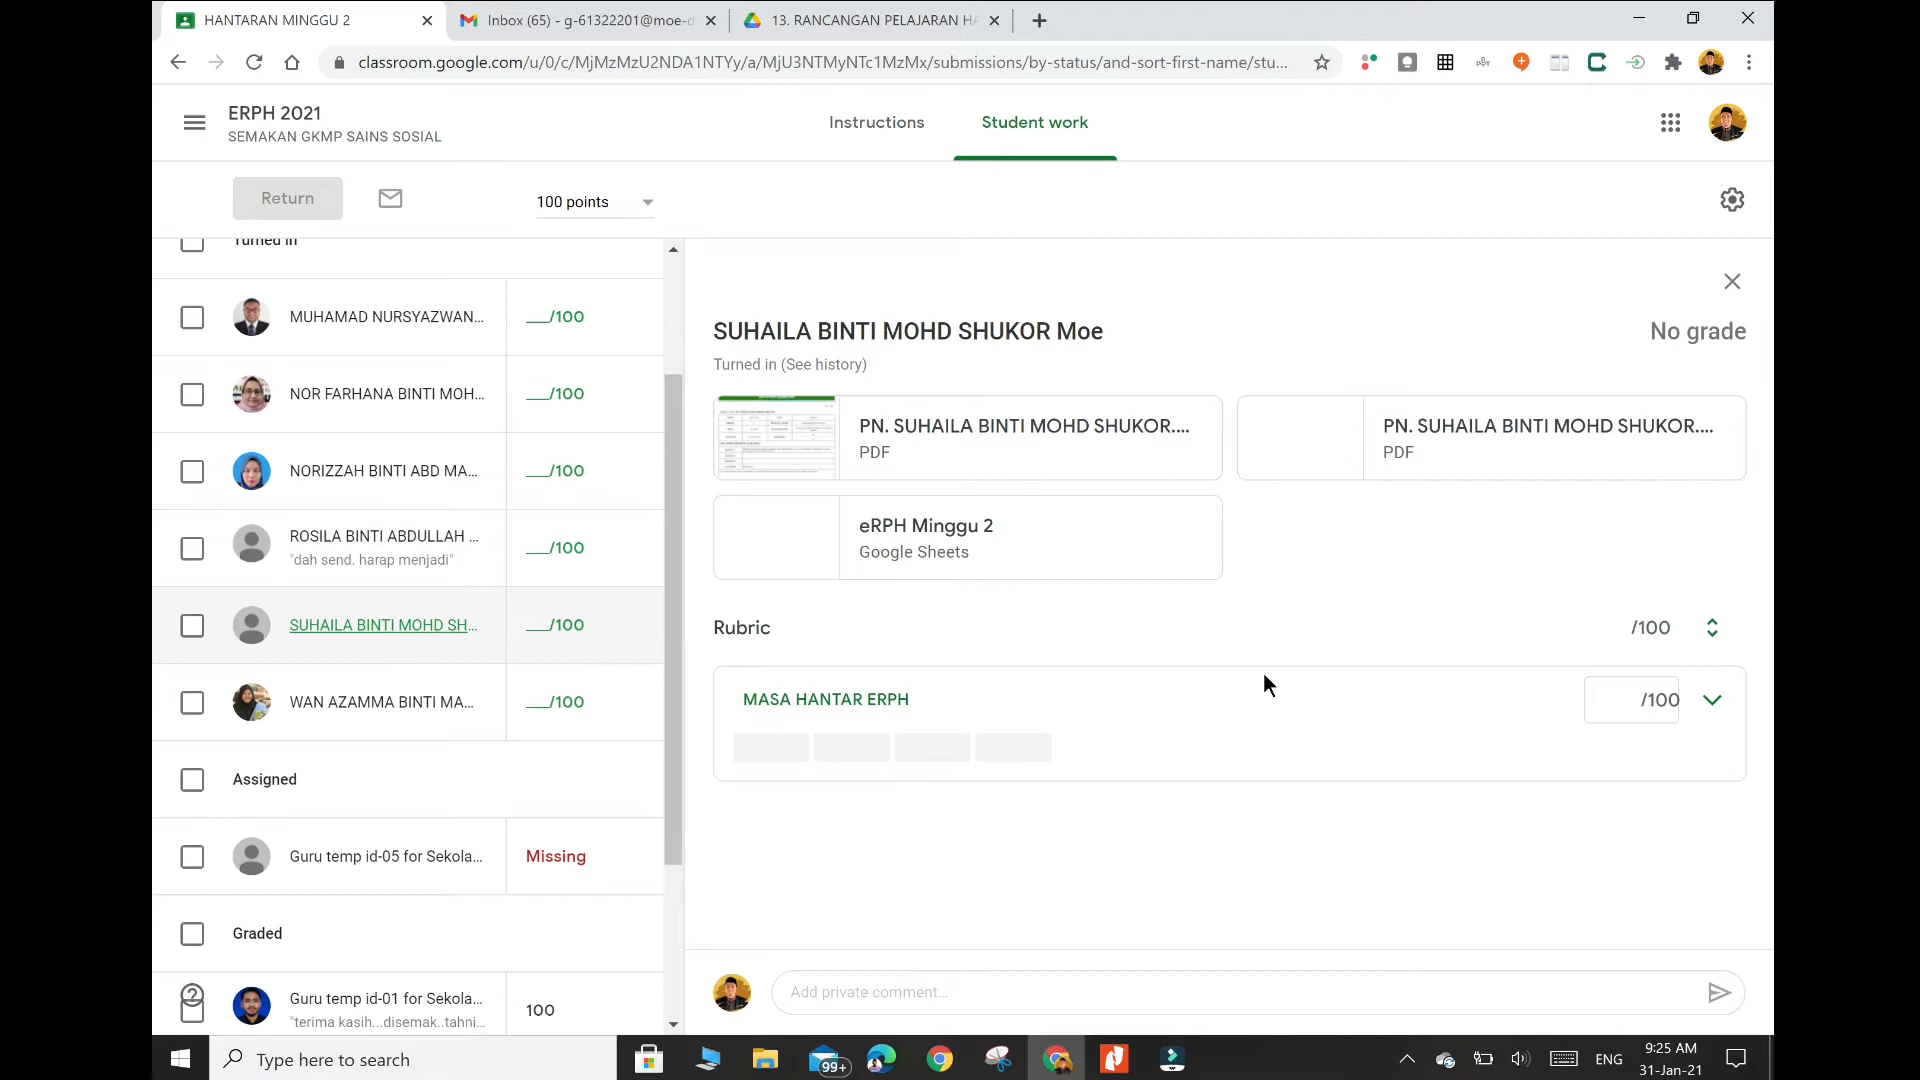 HANTARAN MINGGU 2
Inbox (65) - g-61322201@moe-d
13. RANCANGAN PELAJARAN HA
classroom.google.com/u/0/c/MjMzMzU2NDA1NTYy/a/MjU3NTMyNTc1MzMx/submissions/by-status/and-sort-first-name/stu...
ERPH 2021
SEMAKAN GKMP SAINS SOSIAL
Instructions
Student work
Return
100 points
Turned in
MUHAMAD NURSYAZWAN...
__/100
NOR FARHANA BINTI MOH...
__/100
NORIZZAH BINTI ABD MA...
__/100
ROSILA BINTI ABDULLAH ...
"dah send. harap menjadi"
__/100
SUHAILA BINTI MOHD SH...
__/100
WAN AZAMMA BINTI MA...
__/100
Assigned
Guru temp id-05 for Sekola...
Missing
Graded
Guru temp id-01 for Sekola...
"terima kasih...disemak..tahni...
100
SUHAILA BINTI MOHD SHUKOR Moe
No grade
Turned in (See history)
PN. SUHAILA BINTI MOHD SHUKOR....
PDF
PN. SUHAILA BINTI MOHD SHUKOR....
PDF
eRPH Minggu 2
Google Sheets
Rubric
/100
MASA HANTAR ERPH
/100
Add private comment...
Type here to search
99+
ENG
9:25 AM
31-Jan-21